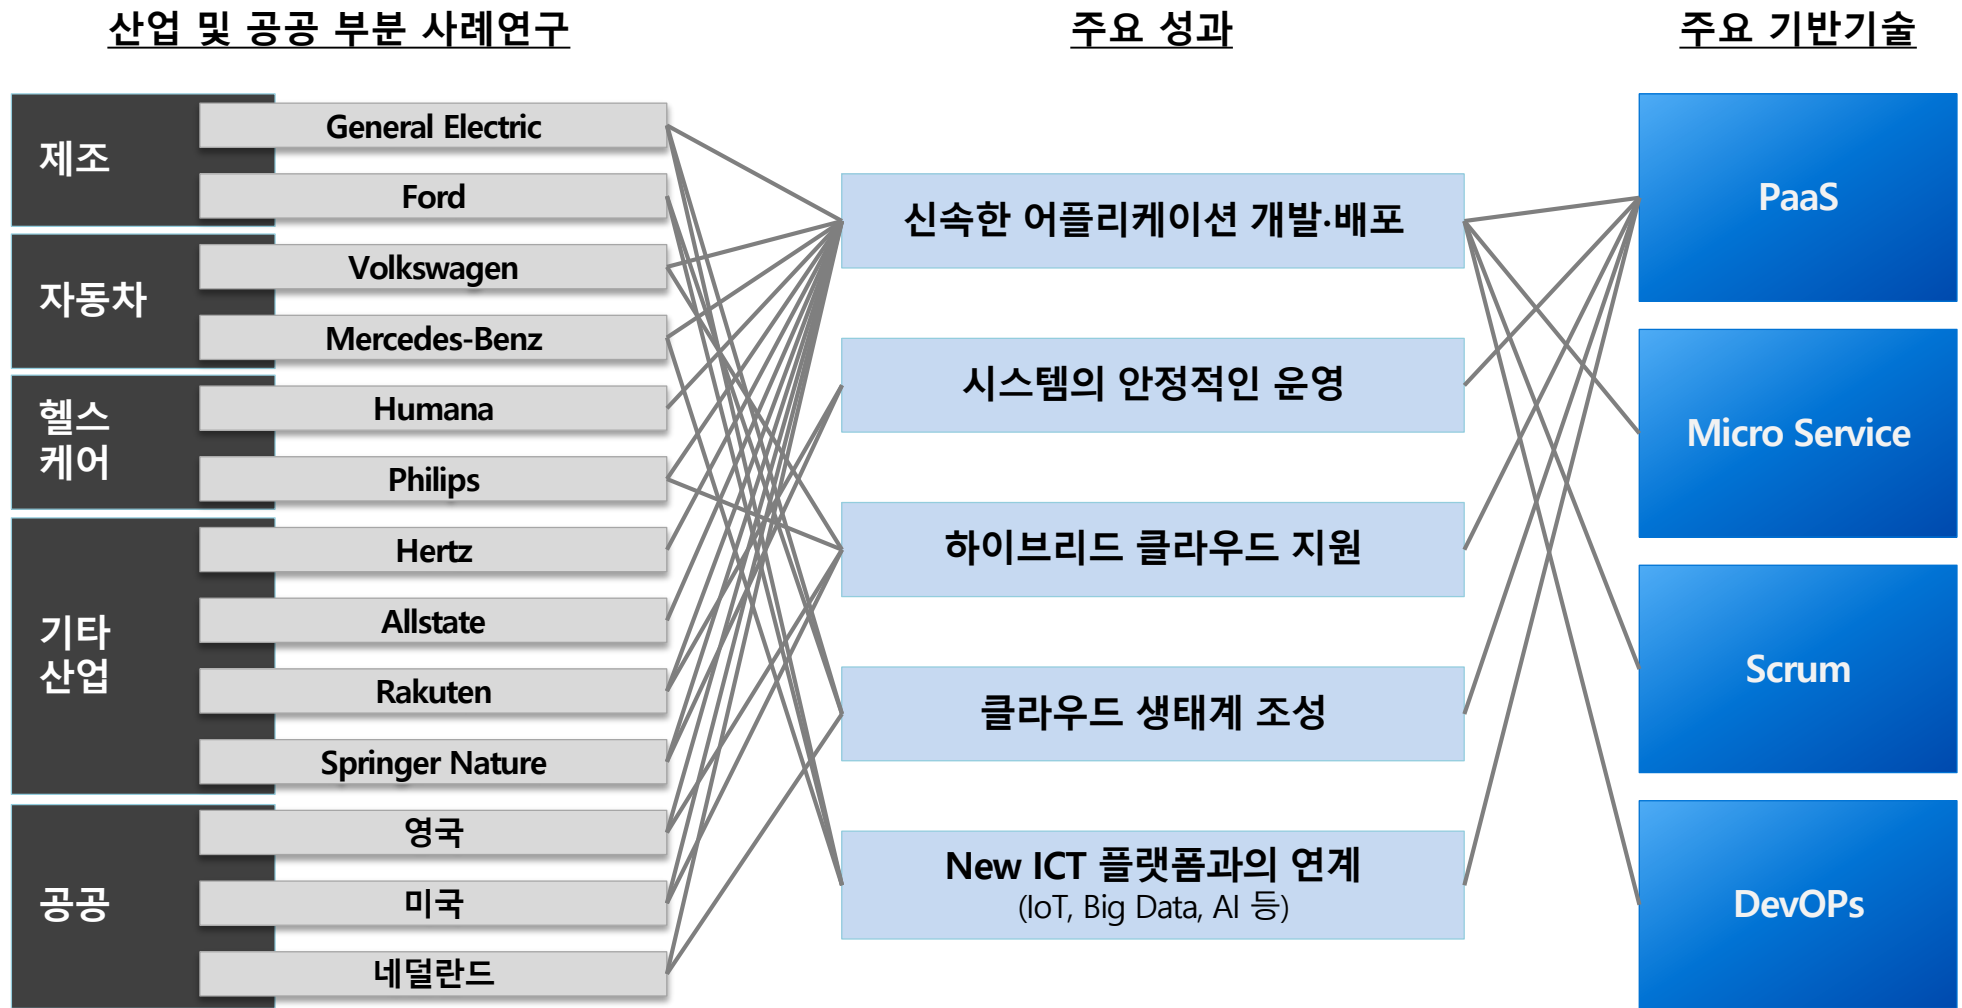 산업 및 공공 부분 사례연구
주요 성과
주요 기반기술
제조
General Electric
Ford
자동차
Volkswagen
Mercedes-Benz
헬스
케어
Humana
Philips
기타
산업
Hertz
Allstate
Rakuten
Springer Nature
공공
영국
미국
네덜란드
신속한 어플리케이션 개발·배포
시스템의 안정적인 운영
하이브리드 클라우드 지원
클라우드 생태계 조성
New ICT 플랫폼과의 연계
(IoT, Big Data, AI 등)
PaaS
Micro Service
Scrum
DevOPs